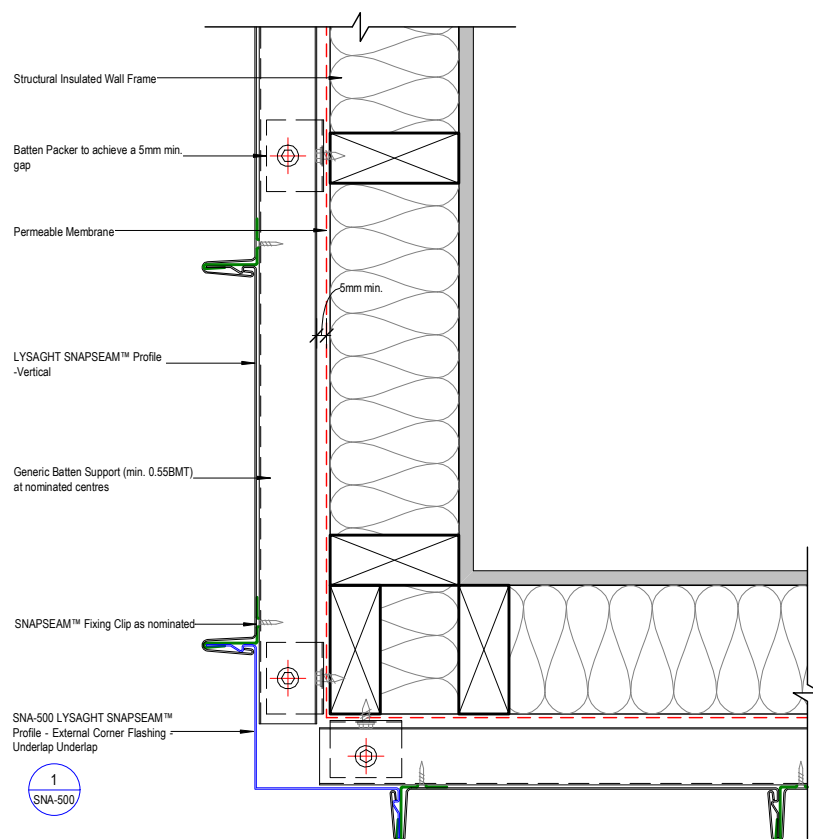 Structural Insulated Wall Frame
Batten Packer to achieve a 5mm min.
gap
Permeable Membrane
5mm min.
LYSAGHT SNAPSEAM™ Profile
-Vertical
Generic Batten Support (min. 0.55BMT)
at nominated centres
SNAPSEAM™ Fixing Clip as nominated
SNA-500 LYSAGHT SNAPSEAM™
Profile - External Corner Flashing -
Underlap Underlap
1
SNA-500